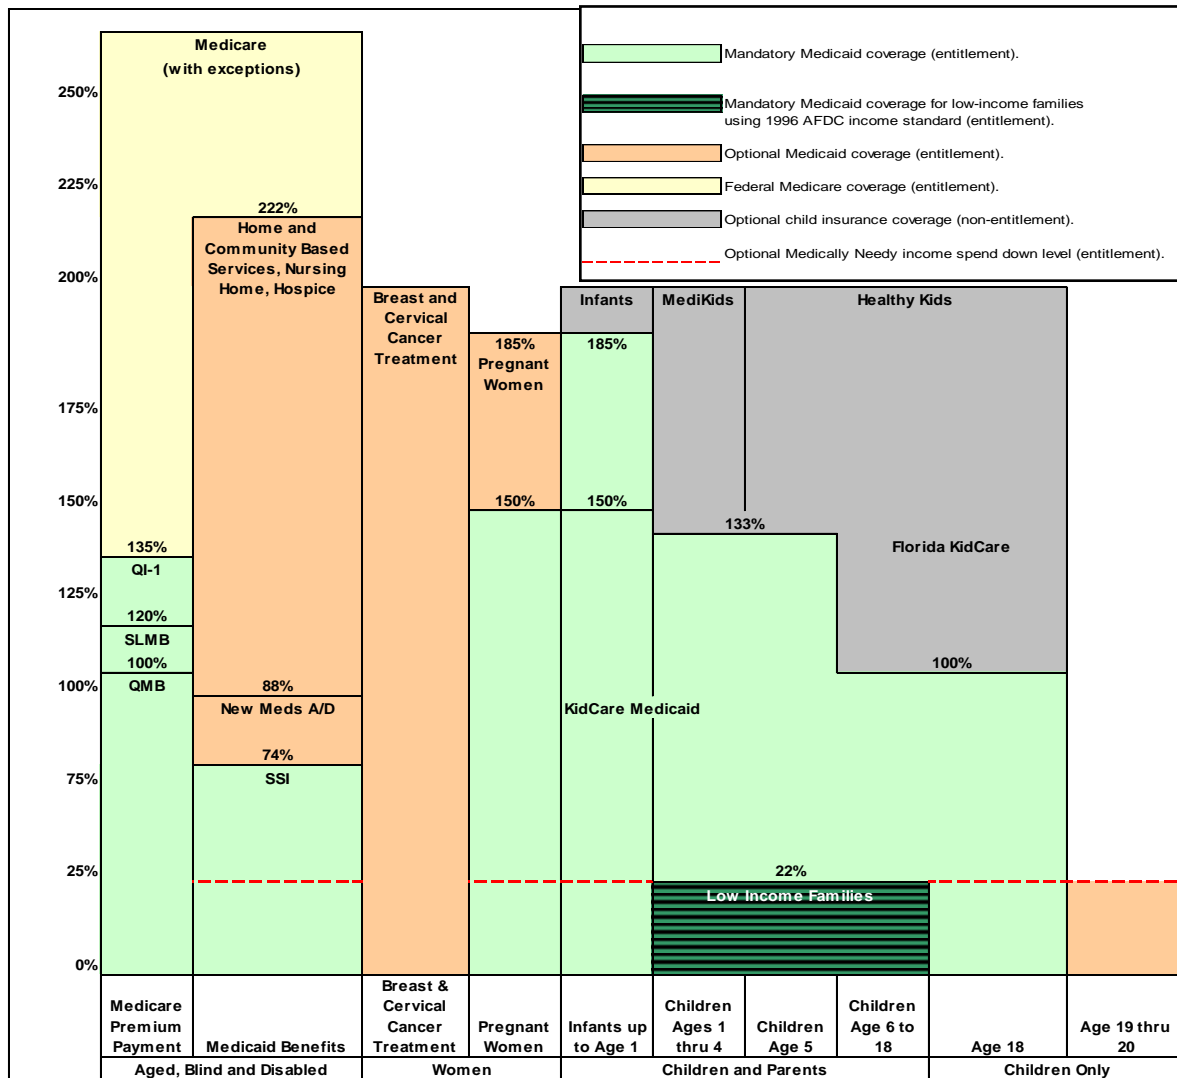 Medicare
(with exceptions)
Mandatory Medicaid coverage (entitlement).
Mandatory Medicaid coverage for low-income families
using 1996 AFDC income standard (entitlement).
Optional Medicaid coverage (entitlement).
Federal Medicare coverage (entitlement).
Optional child insurance coverage (non-entitlement).
Optional Medically Needy income spend down level (entitlement).
250%
225%
200%
175%
150%
125%
100%
75%
25%
0%
135%
QI-1
120%
SLMB
100%
QMB
222%
Home and
Community Based
Services, Nursing
Home, Hospice
88%
New Meds A/D
74%
SSI
Breast and
Cervical
Cancer
Treatment
185%
Pregnant
Women
150%
Infants
185%
150%
KidCare Medicaid
MediKids
133%
Healthy Kids
Florida KidCare
100%
22%
Low Income Families
Medicare
Premium
Payment
Medicaid Benefits
Breast &
Cervical
Cancer
Treatment
Pregnant
Women
Infants up
to Age 1
Children
Ages 1
thru 4
Children
Age 5
Children
Age 6 to
18
Age 18
Age 19 thru
20
Aged, Blind and Disabled
Women
Children and Parents
Children Only